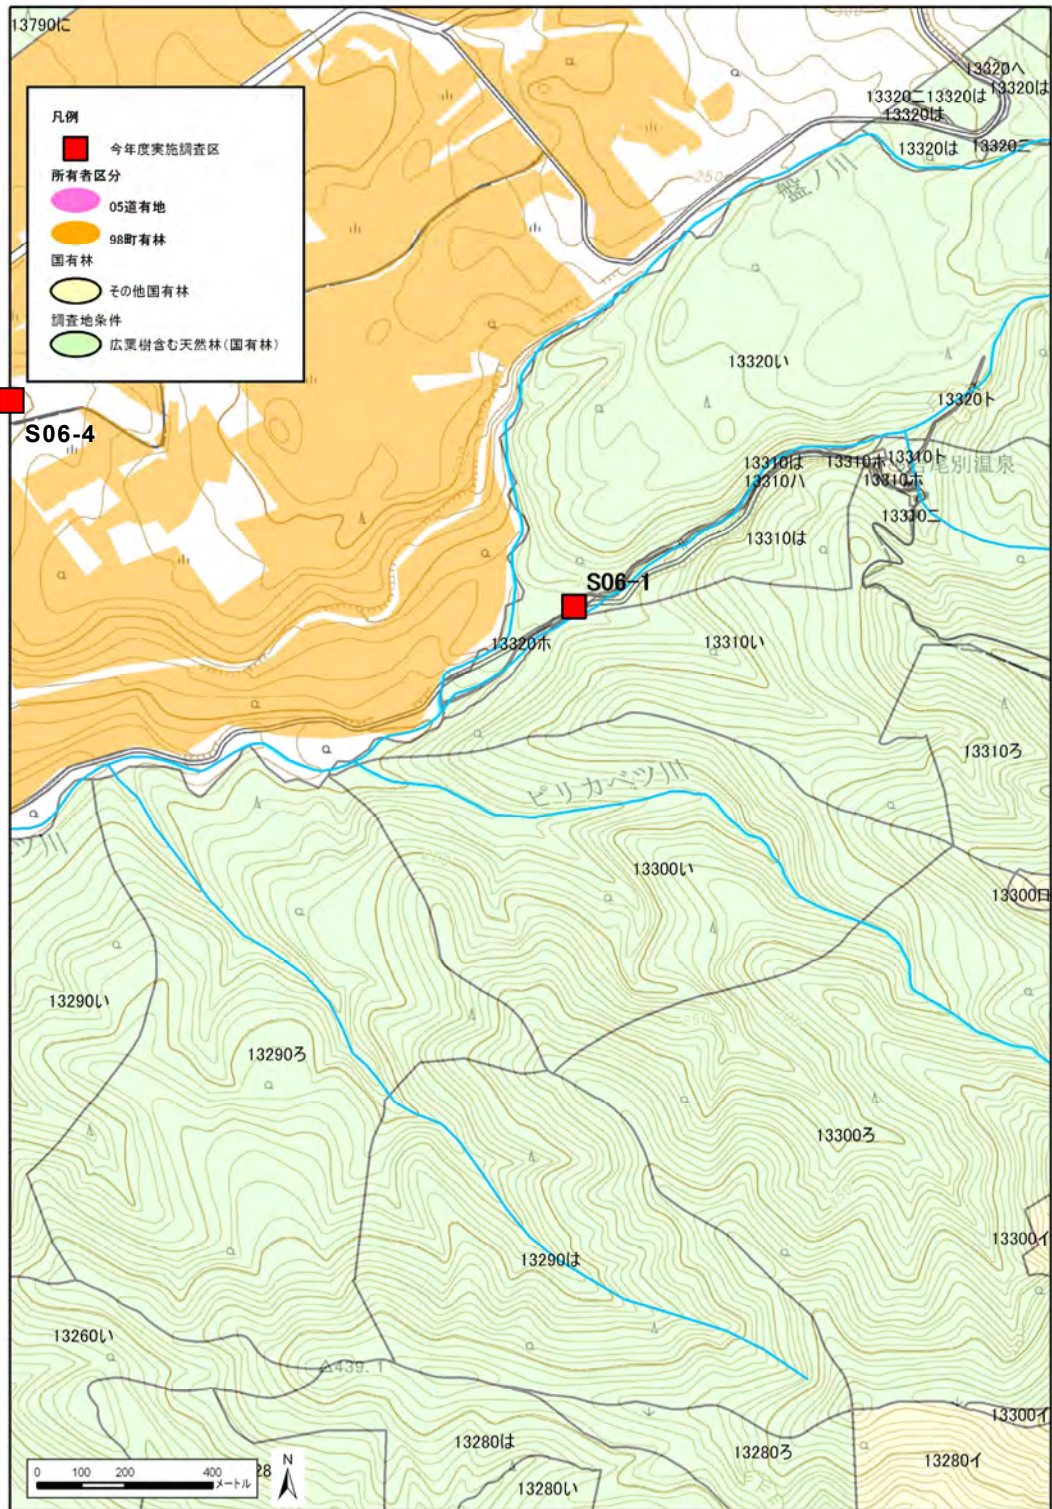 13790に
13320へ
13320は
13320ニ
13320は
13320は
13320は
13320ニ
凡例
今年度実施調査区
所有者区分
05道有地
98町有林
国有林
その他国有林
調査地条件
広葉樹含む天然林(国有林)
盤ノ川
13320い
13320ト
S06-4
13310は
13310ホ
13310ト
岩尾別温泉
13310ハ
13310ホ
13310ニ
13310は
S06-1
13320ホ
13310い
13310ろ
ピリカベツ川
ツ川
13300い
13300ロ
13290い
13290ろ
13300ろ
13300イ
13290は
13260い
△439.1
13300イ
13280は
13280ろ
13280イ
13280い
0 100 200 400
メートル
N